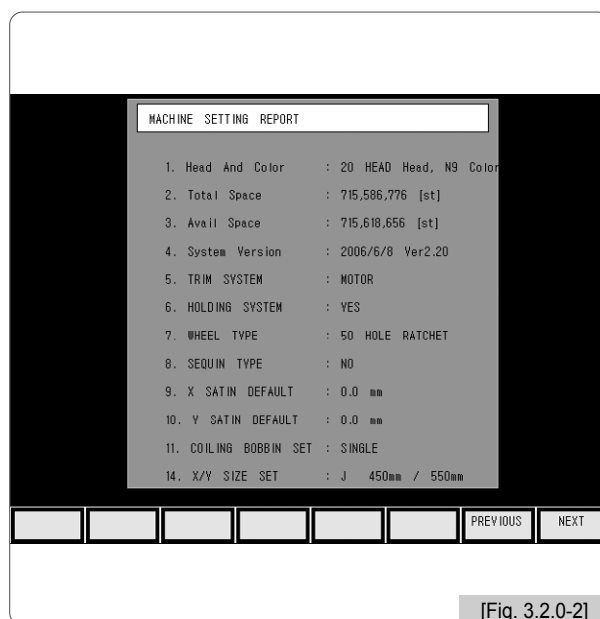 MACHINE SETTING REPORT
1. Head And Color : 20 HEAD Head, N9 Color
2. Total Space : 715,586,776 [st]
3. Avail Space : 715,618,656 [st]
4. System Version : 2006/6/8 Ver2.20
5. TRIM SYSTEM : MOTOR
6. HOLDING SYSTEM : YES
7. WHEEL TYPE : 50 HOLE RATCHET
8. SEQUIN TYPE : NO
9. X SATIN DEFAULT : 0.0 mm
10. Y SATIN DEFAULT : 0.0 mm
11. COILING BOBBIN SET : SINGLE
14. X/Y SIZE SET : J 450mm / 550mm
PREVIOUS NEXT
[Fig. 3.2.0-2]